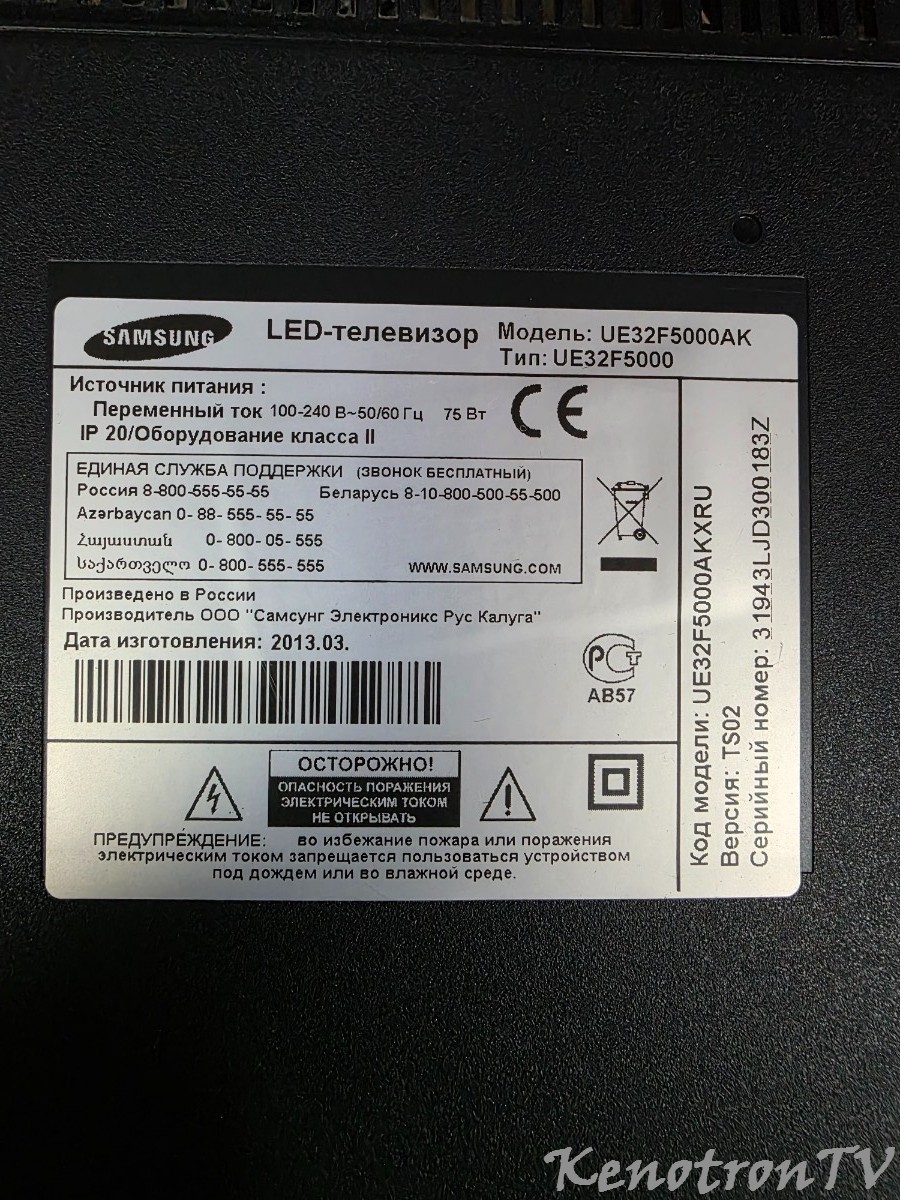 SAMSUNG
LED-телевизор
Модель: UE32F5000AK
Тип: UE32F5000
Источник питания :
Переменный ток 100-240 В~50/60 Гц 75 Вт
IP 20/Оборудование класса II
CE
ЕДИНАЯ СЛУЖБА ПОДДЕРЖКИ (ЗВОНОК БЕСПЛАТНЫЙ)
Россия 8-800-555-55-55 Беларусь 8-10-800-500-55-500
Azərbaycan 0- 88- 555- 55- 55
Հայաստան 0- 800- 05- 555
საქართველო 0- 800- 555- 555 WWW.SAMSUNG.COM
Произведено в России
Производитель ООО "Самсунг Электроникс Рус Калуга"
Дата изготовления: 2013.03.
РСТ
АВ57
ОСТОРОЖНО!
ОПАСНОСТЬ ПОРАЖЕНИЯ
ЭЛЕКТРИЧЕСКИМ ТОКОМ
НЕ ОТКРЫВАТЬ
ПРЕДУПРЕЖДЕНИЕ: во избежание пожара или поражения
электрическим током запрещается пользоваться устройством
под дождем или во влажной среде.
Код модели: UE32F5000AKXRU
Версия: TS02
Серийный номер: 31943LJD300183Z
KenotronTV